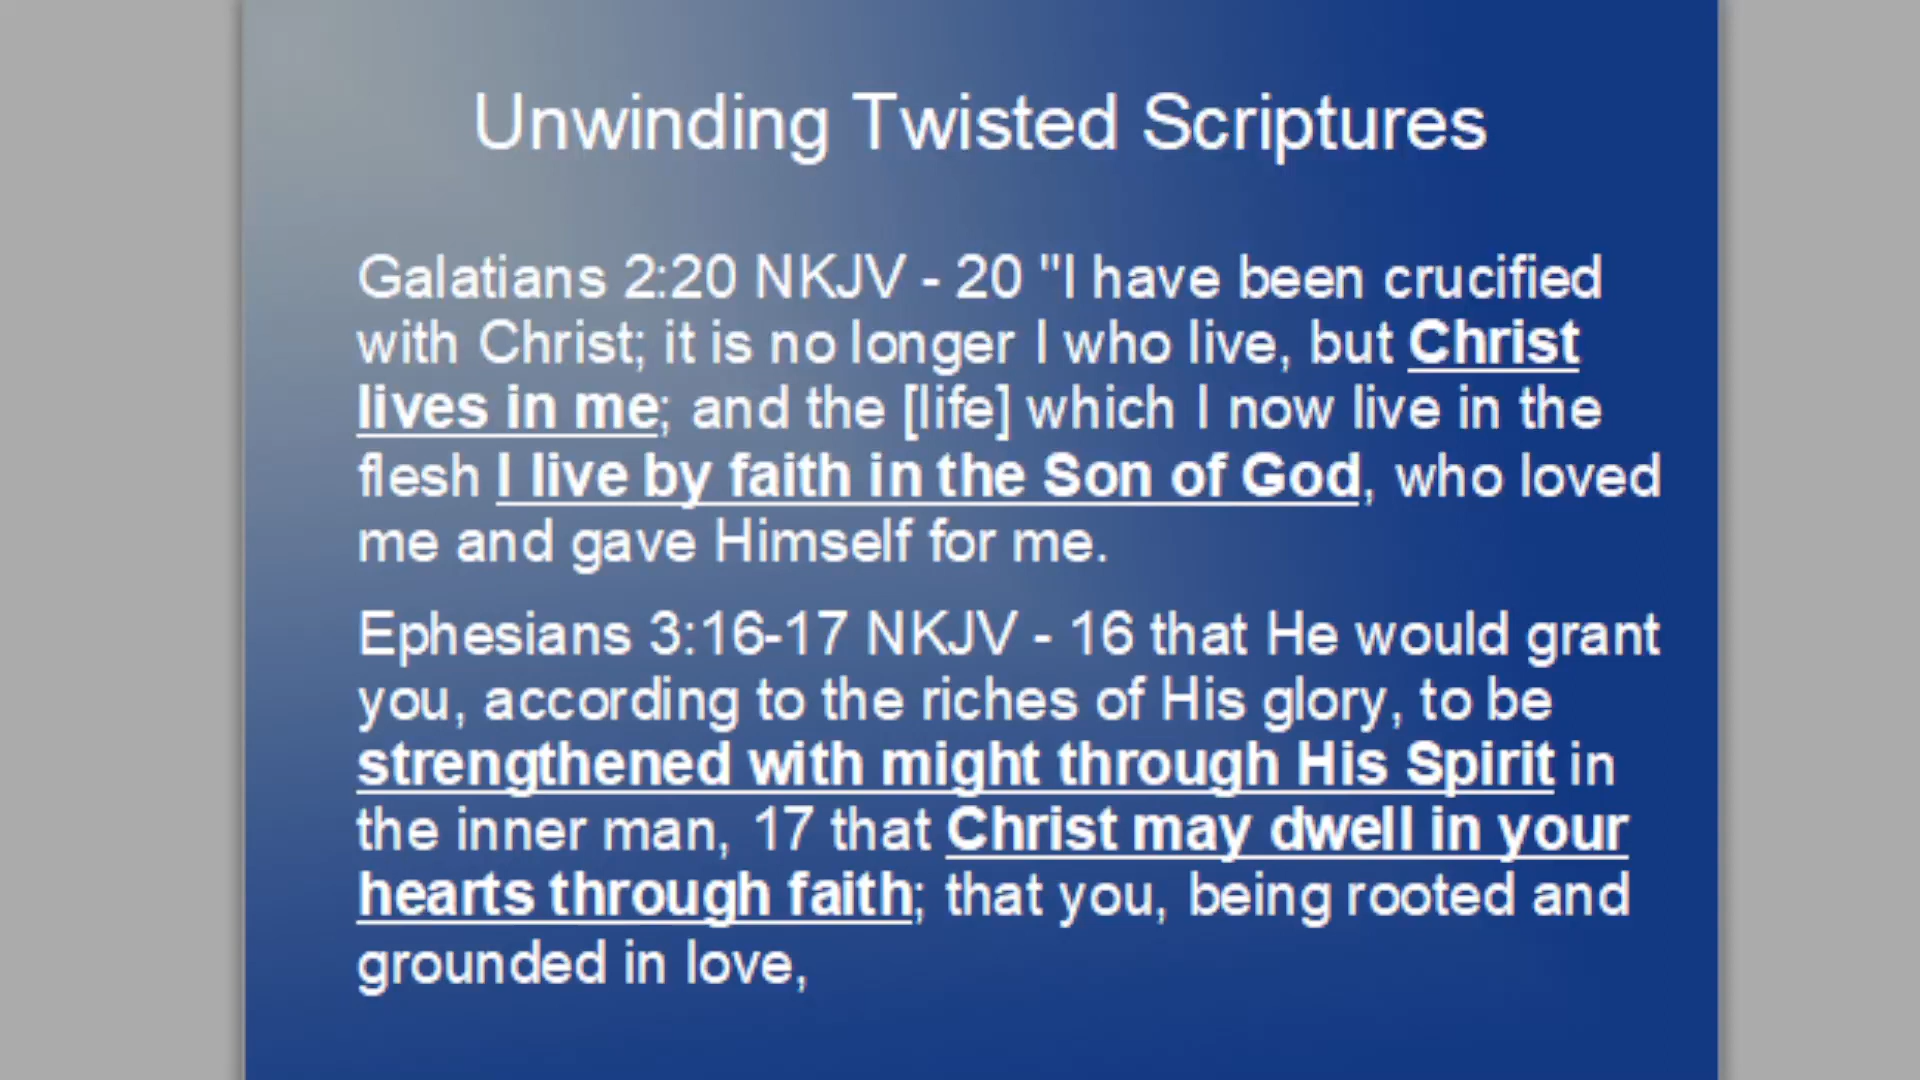 Unwinding Twisted Scriptures
Galatians 2:20 NKJV - 20 "I have been crucified
with Christ; it is no longer I who live, but Christ
lives in me; and the [life] which I now live in the
flesh I live by faith in the Son of God, who loved
me and gave Himself for me.
Ephesians 3:16-17 NKJV - 16 that He would grant
you, according to the riches of His glory, to be
strengthened with might through His Spirit in
the inner man, 17 that Christ may dwell in your
hearts through faith; that you, being rooted and
grounded in love,